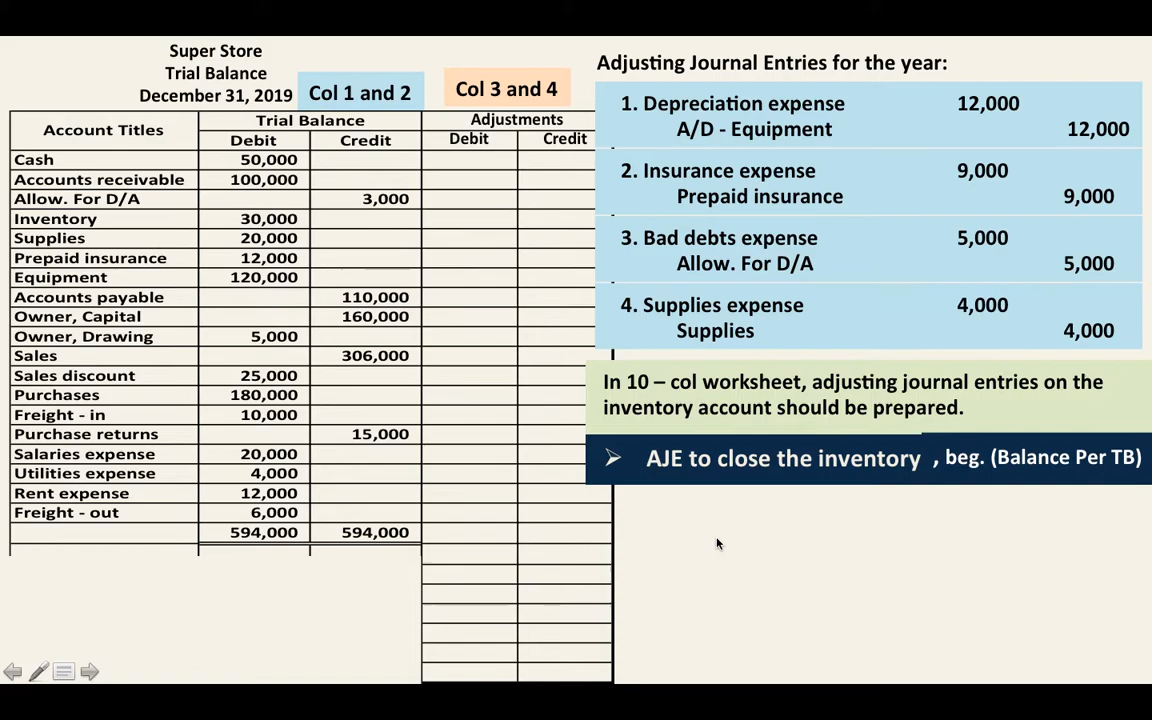 Super Store
Trial Balance
December 31, 2019
Col 1 and 2
Col 3 and 4
Account Titles
Trial Balance
Adjustments
Debit Credit Debit Credit
Cash 50,000
Accounts receivable 100,000
Allow. For D/A 3,000
Inventory 30,000
Supplies 20,000
Prepaid insurance 12,000
Equipment 120,000
Accounts payable 110,000
Owner, Capital 160,000
Owner, Drawing 5,000
Sales 306,000
Sales discount 25,000
Purchases 180,000
Freight - in 10,000
Purchase returns 15,000
Salaries expense 20,000
Utilities expense 4,000
Rent expense 12,000
Freight - out 6,000
594,000 594,000
Adjusting Journal Entries for the year:
1. Depreciation expense 12,000
A/D - Equipment 12,000
2. Insurance expense 9,000
Prepaid insurance 9,000
3. Bad debts expense 5,000
Allow. For D/A 5,000
4. Supplies expense 4,000
Supplies 4,000
In 10 – col worksheet, adjusting journal entries on the
inventory account should be prepared.
➢ AJE to close the inventory , beg. (Balance Per TB)